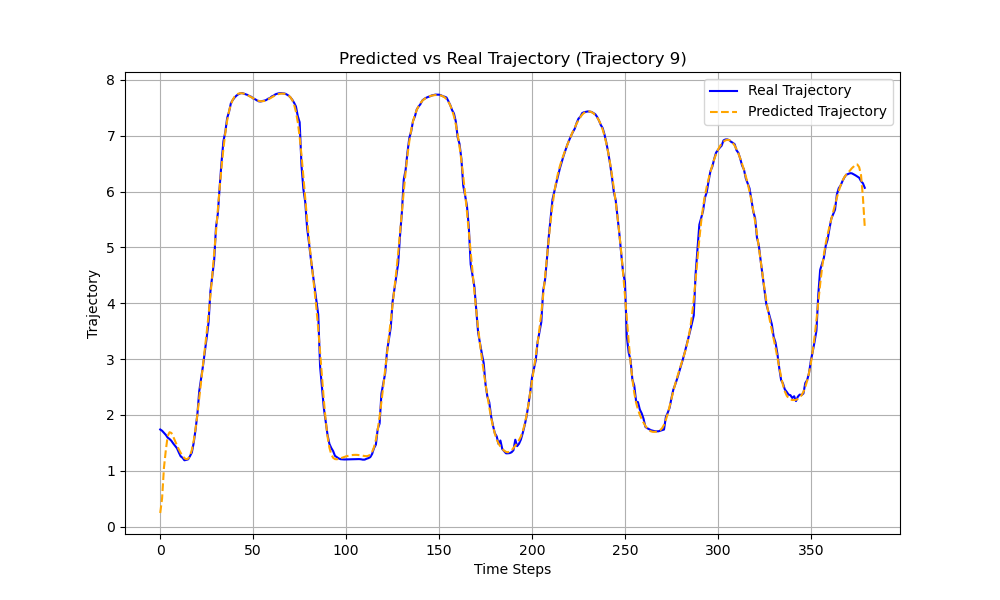 Predicted vs Real Trajectory (Trajectory 9)
Real Trajectory
Predicted Trajectory
Trajectory
8
7
6
5
4
3
2
1
0
0 50 100 150 200 250 300 350
Time Steps